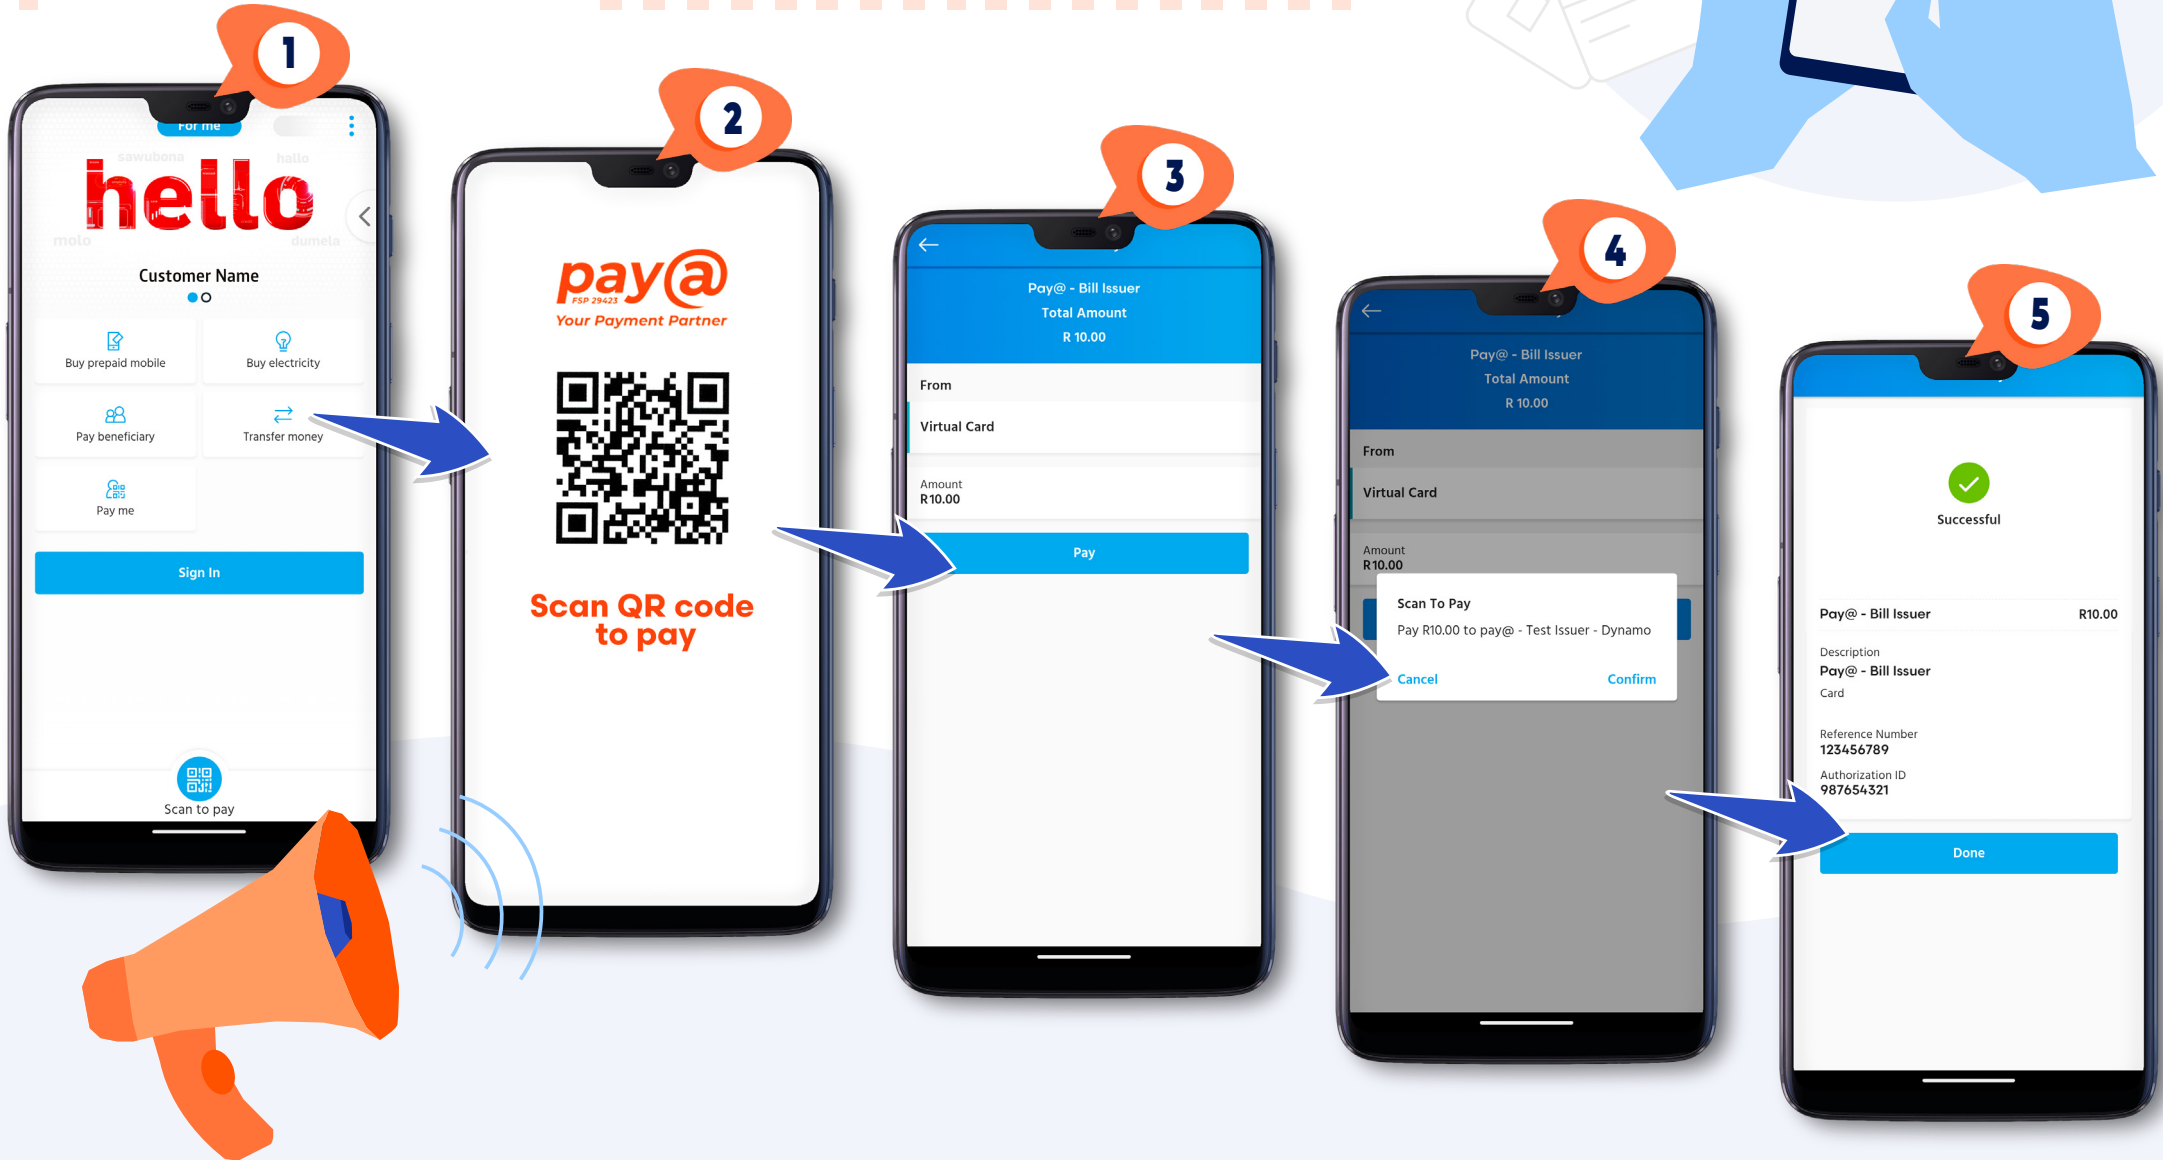 1
For me
sawubona
hallo
hello
molo
dumela
Customer Name
Buy prepaid mobile
Buy electricity
Pay beneficiary
Transfer money
Pay me
Sign In
Scan to pay
2
pay@
FSP 29423
Your Payment Partner
Scan QR code
to pay
3
Pay@ - Bill Issuer
Total Amount
R 10.00
From
Virtual Card
Amount
R10.00
Pay
4
Pay@ - Bill Issuer
Total Amount
R 10.00
From
Virtual Card
Amount
R10.00
Scan To Pay
Pay R10.00 to pay@ - Test Issuer - Dynamo
Cancel
Confirm
5
Successful
Pay@ - Bill Issuer R10.00
Description
Pay@ - Bill Issuer
Card
Reference Number
123456789
Authorization ID
987654321
Done